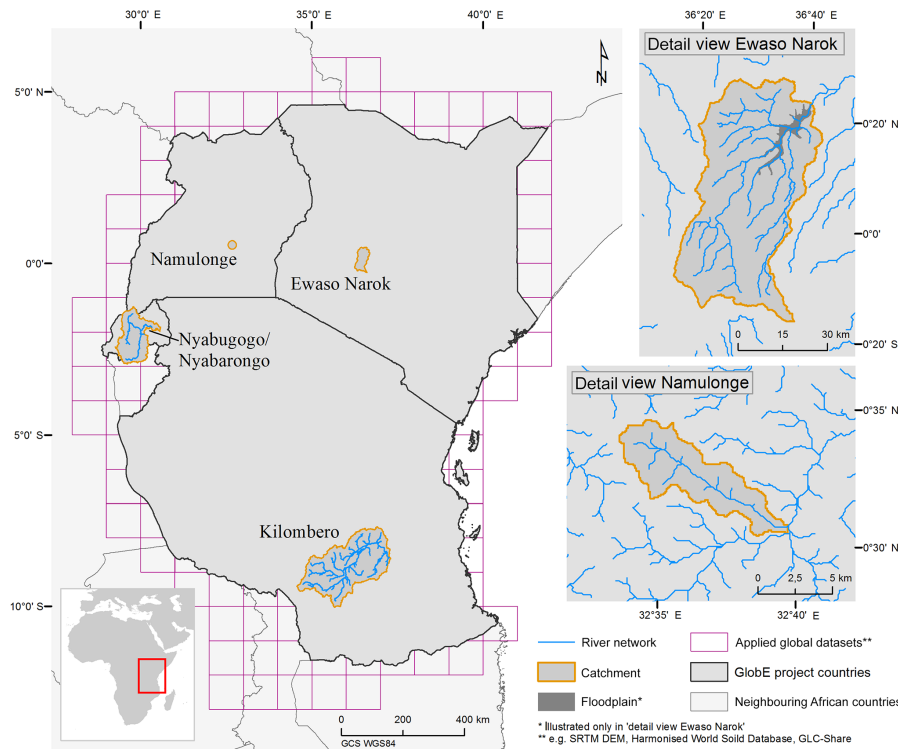 30°0' E
35°0' E
40°0' E
5°0' N
0°0'
5°0' S
10°0' S
N
Namulonge
Ewaso Narok
Nyabugogo/
Nyabarongo
Kilombero
0 200 400 km
GCS WGS84
36°20' E
36°40' E
Detail view Ewaso Narok
0°20' N
0°0'
0°20' S
0 15 30 km
Detail view Namulonge
0°35' N
0°30' N
0 2,5 5 km
32°35' E
32°40' E
River network
Applied global datasets**
Catchment
GlobE project countries
Floodplain*
Neighbouring African countries
* Illustrated only in 'detail view Ewaso Narok'
** e.g. SRTM DEM, Harmonised World Soild Database, GLC-Share